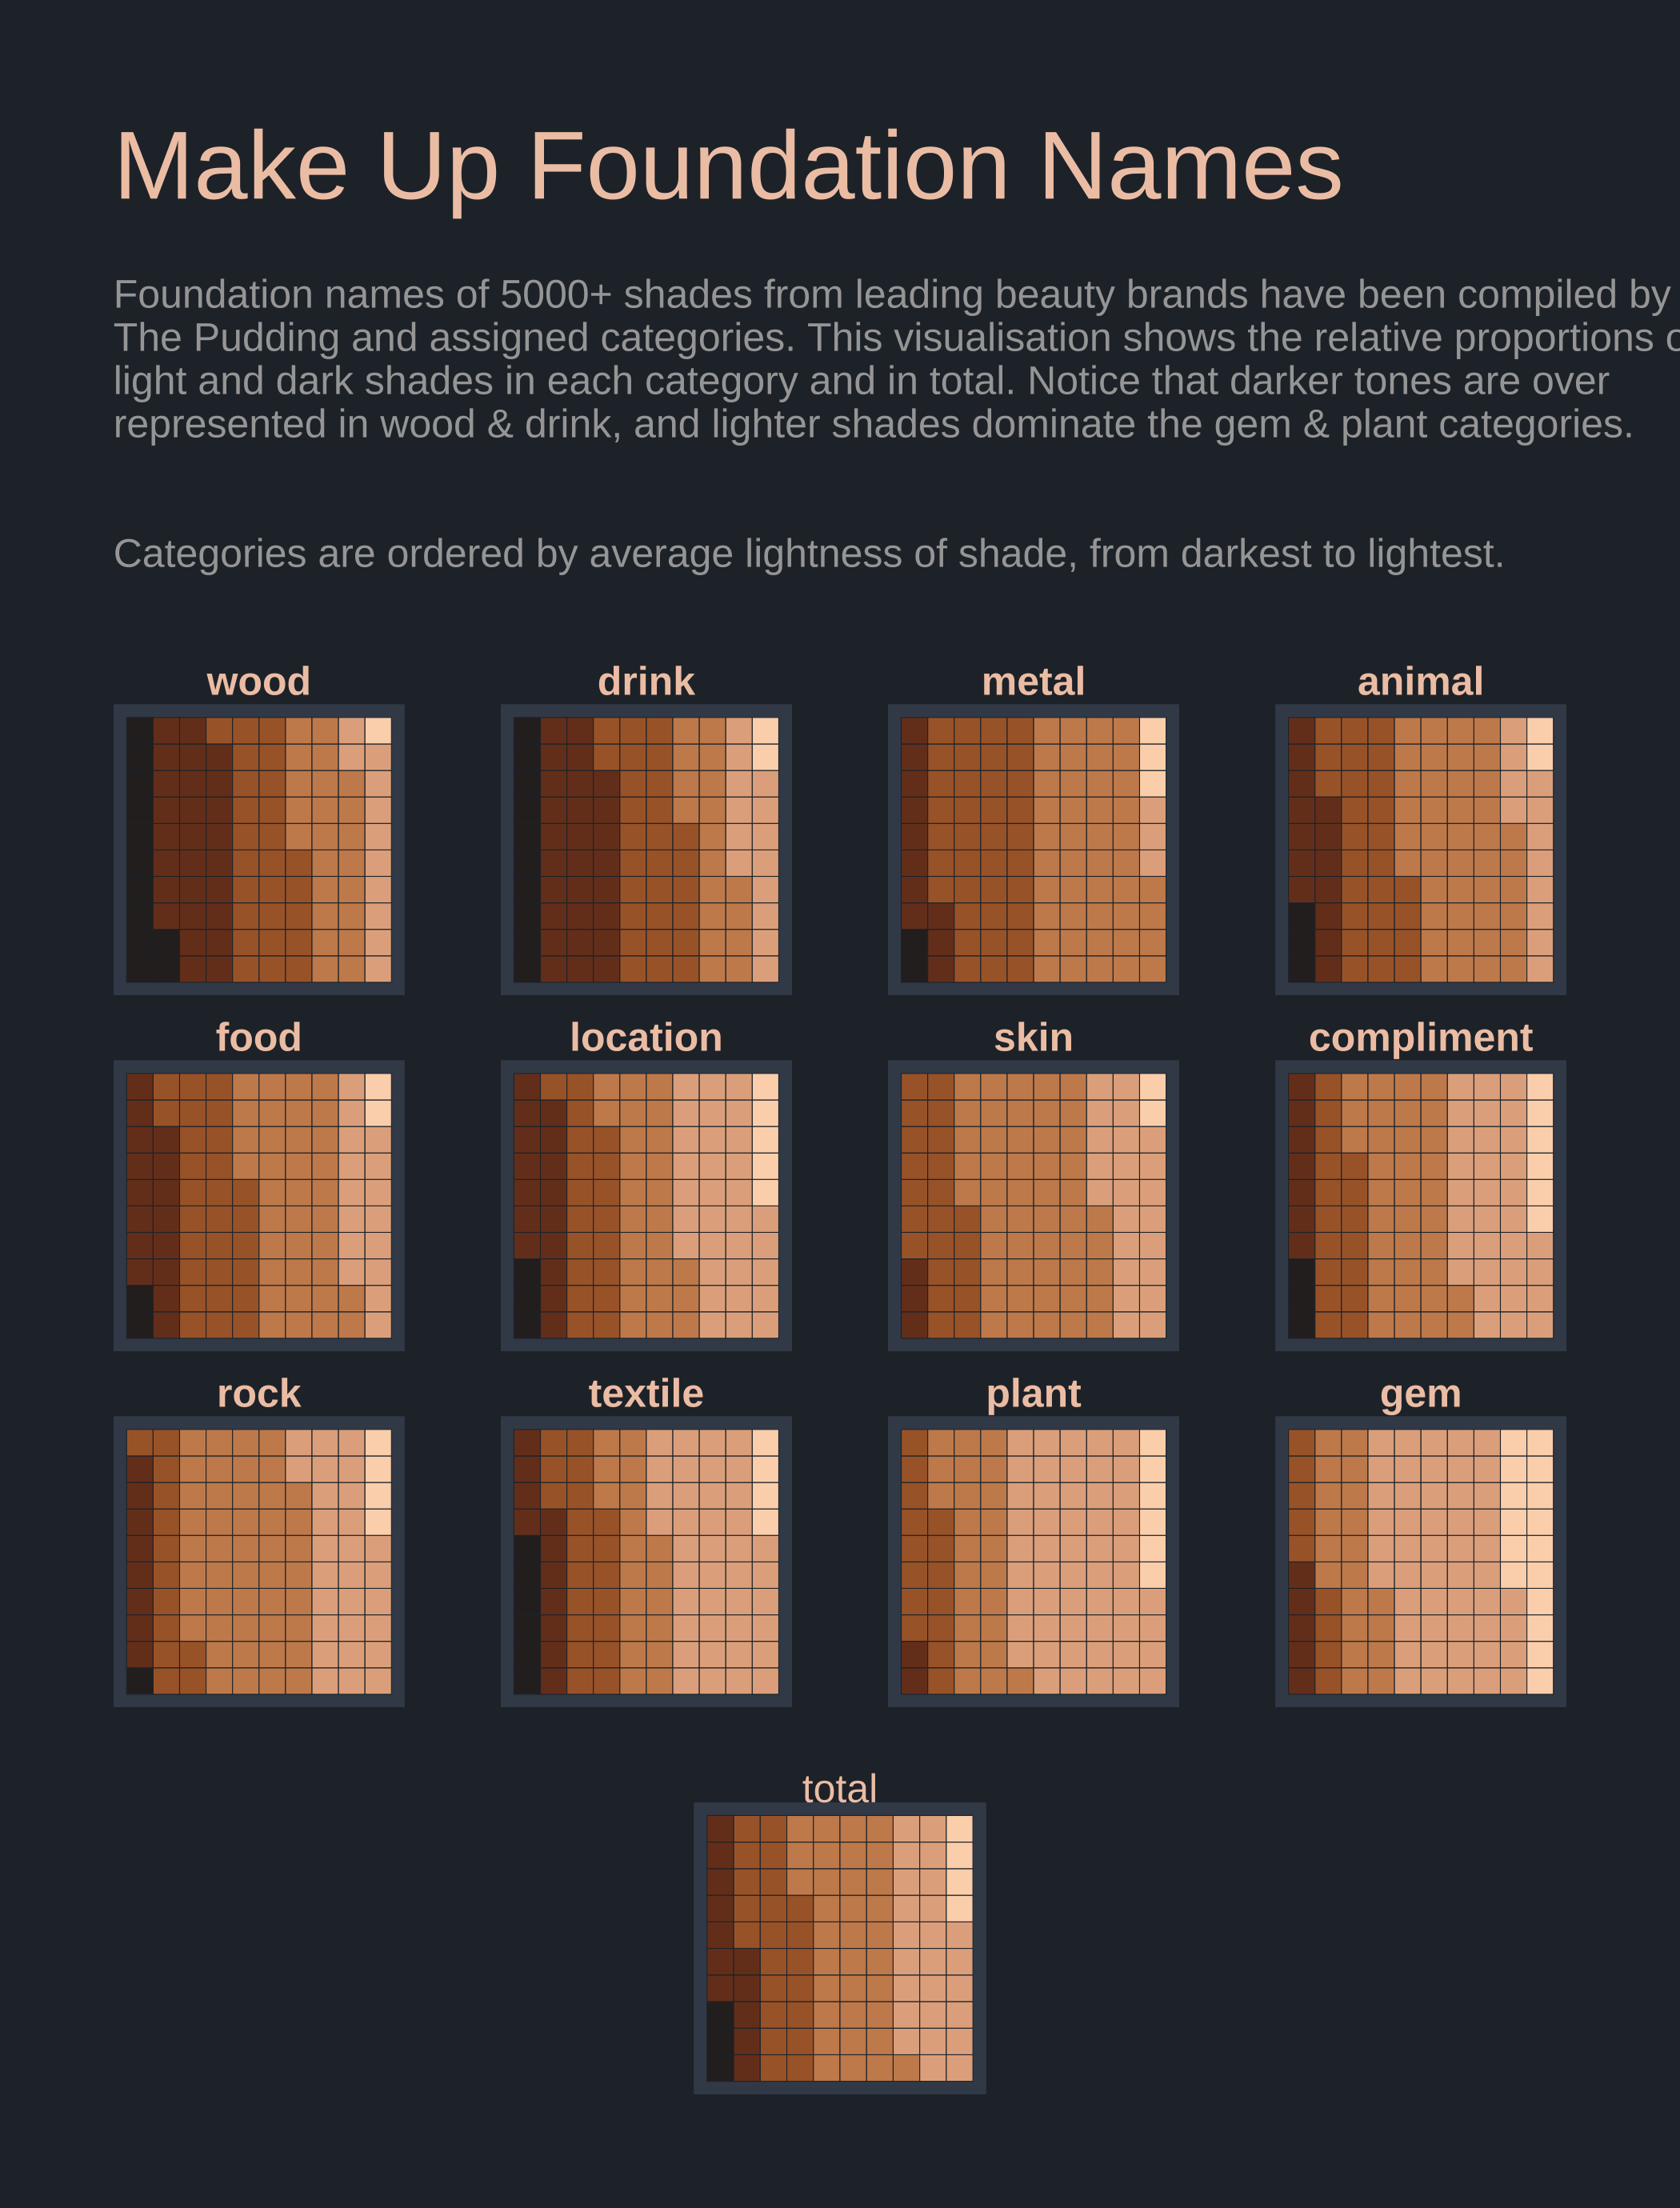 Make Up Foundation Names
Foundation names of 5000+ shades from leading beauty brands have been compiled by
The Pudding and assigned categories. This visualisation shows the relative proportions
light and dark shades in each category and in total. Notice that darker tones are over
represented in wood & drink, and lighter shades dominate the gem & plant categories.
Categories are ordered by average lightness of shade, from darkest to lightest.
wood drink metal animal
food location skin compliment
rock textile plant gem
total